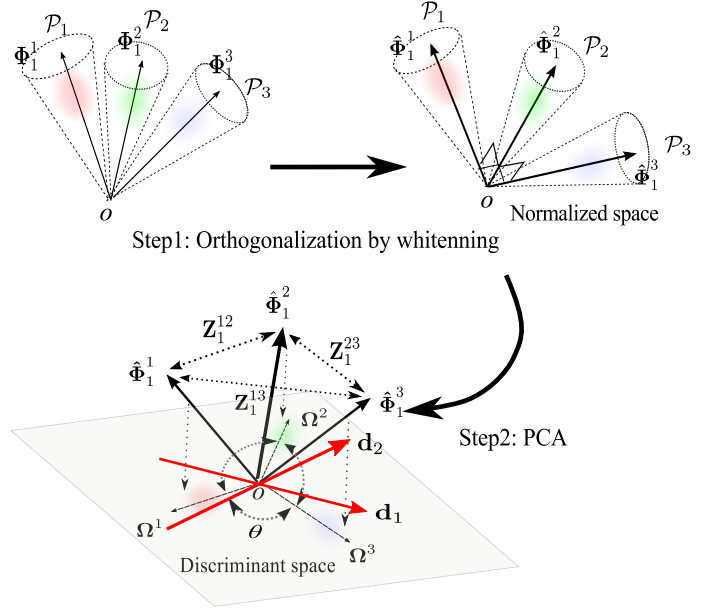 𝒫₁
𝒫₂
𝒫₃
Φ₁¹
Φ₁²
Φ₁³
o
𝒫₁
𝒫₂
𝒫₃
Φ̂₁¹
Φ̂₁²
Φ̂₁³
o
Normalized space
Step1: Orthogonalization by whitenning
Φ̂₁²
Z₁¹²
Z₁²³
Φ̂₁¹
Z₁¹³
Φ̂₁³
Step2: PCA
Ω²
d₂
o
d₁
Ω¹
θ
Ω³
Discriminant space